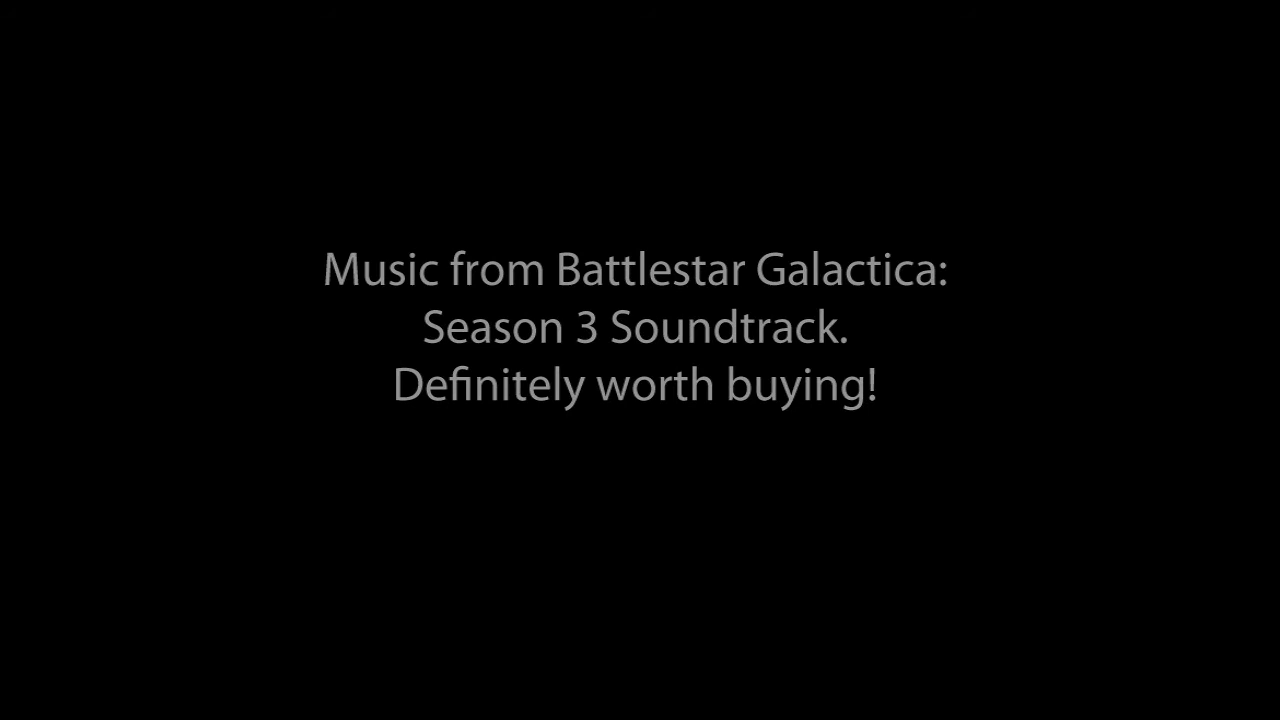 Music from Battlestar Galactica:
Season 3 Soundtrack.
Definitely worth buying!